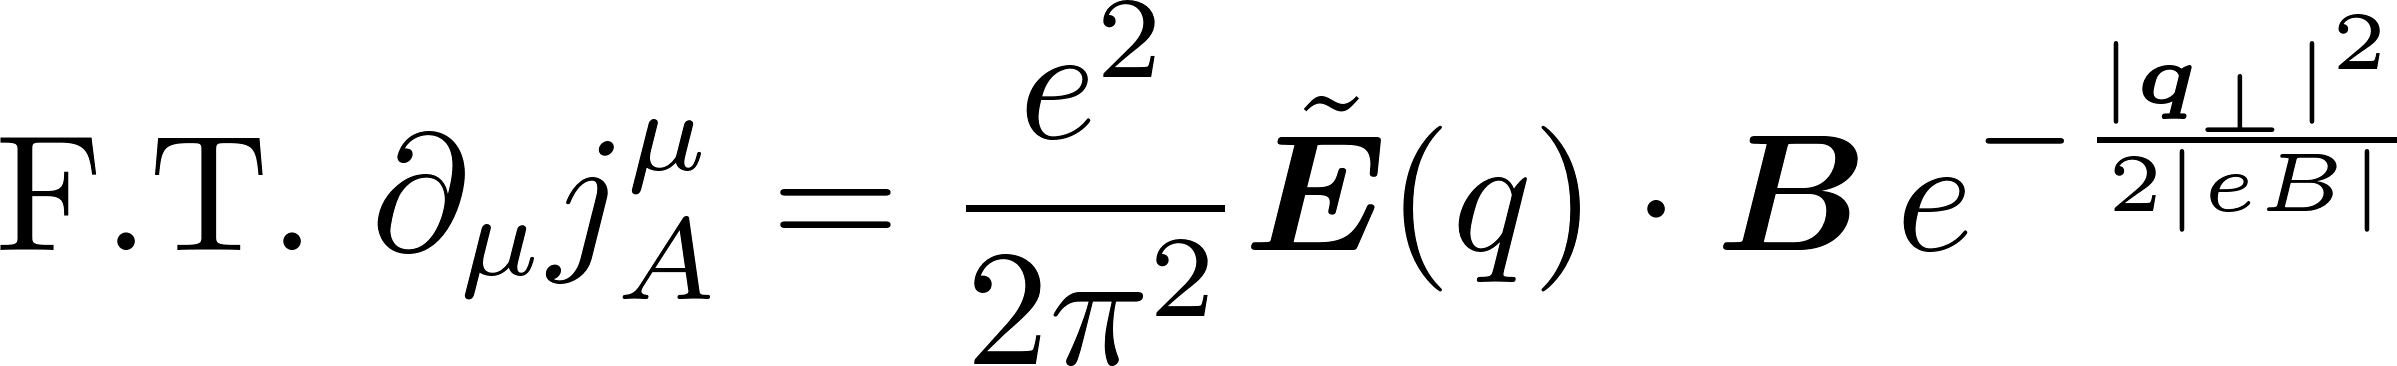 F.T. ∂_μ j_A^μ = \frac{e^2}{2π^2} \tilde{\boldsymbol{E}}(q) · \boldsymbol{B} e^{-\frac{|\boldsymbol{q}_⊥|^2}{2|eB|}}